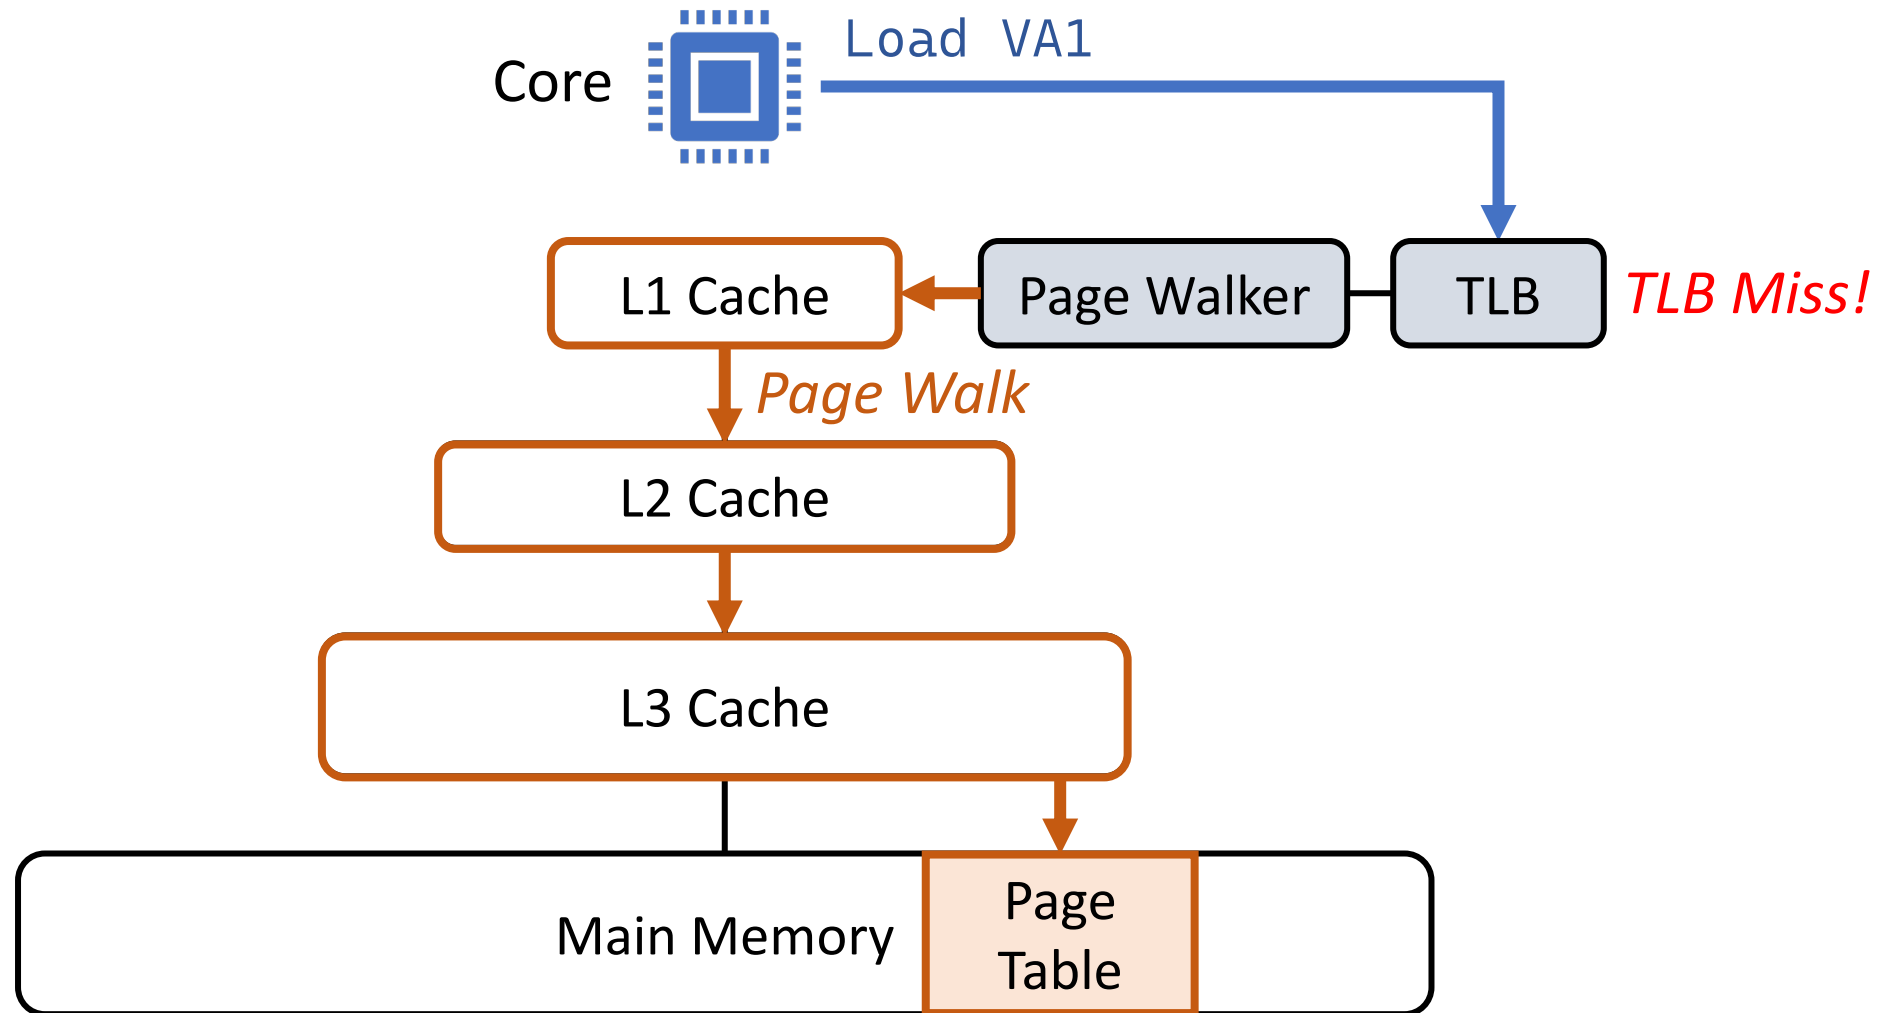 Load VA1
Core
L1 Cache
Page Walker
TLB
TLB Miss!
Page Walk
L2 Cache
L3 Cache
Main Memory
Page
Table